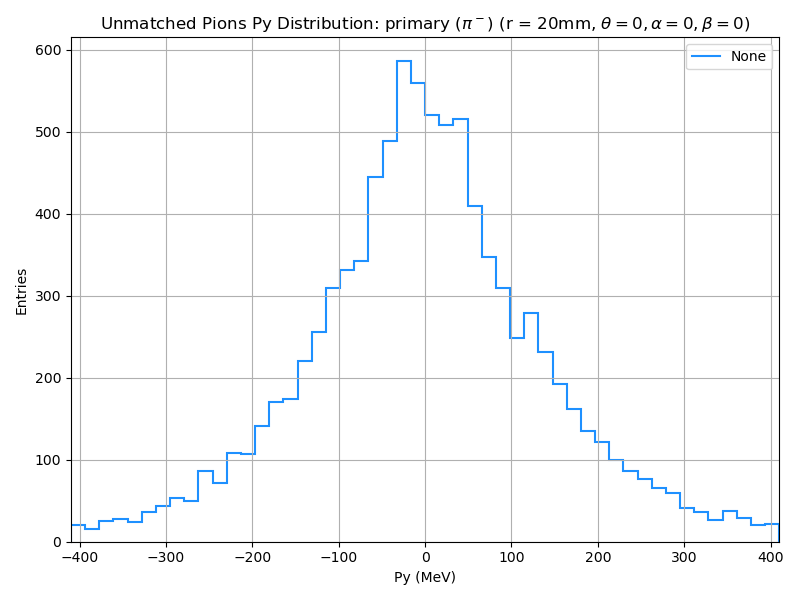 Unmatched Pions Py Distribution: primary (π⁻) (r = 20mm, θ = 0, α = 0, β = 0)
None
600
500
400
300
200
100
0
Entries
−400 −300 −200 −100 0 100 200 300 400
Py (MeV)